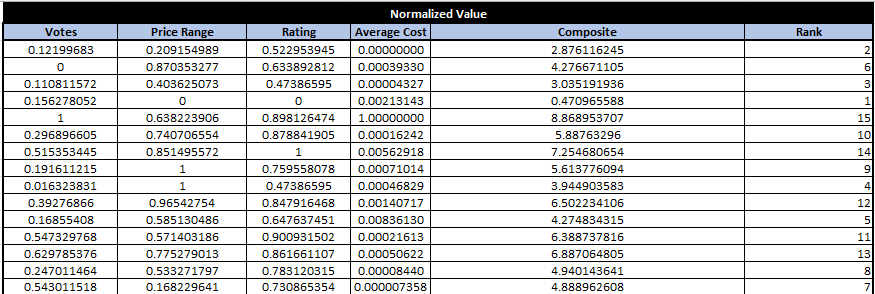 Normalized Value
Votes Price Range Rating Average Cost Composite Rank
0.12199683 0.209154989 0.522953945 0.00000000 2.876116245 2
0 0.870353277 0.633892812 0.00039330 4.276671105 6
0.110811572 0.403625073 0.47386595 0.00004327 3.035191936 3
0.156278052 0 0 0.00213143 0.470965588 1
1 0.638223906 0.898126474 1.00000000 8.868953707 15
0.296896605 0.740706554 0.878841905 0.00016242 5.88763296 10
0.515353445 0.851495572 1 0.00562918 7.254680654 14
0.191611215 1 0.759558078 0.00071014 5.613776094 9
0.016323831 1 0.47386595 0.00046829 3.944903583 4
0.39276866 0.96542754 0.847916468 0.00140717 6.502234106 12
0.16855408 0.585130486 0.647637451 0.00836130 4.274834315 5
0.547329768 0.571403186 0.900931502 0.00021613 6.388737816 11
0.629785376 0.775279013 0.861661107 0.00050622 6.887064805 13
0.247011464 0.533271797 0.783120315 0.00008440 4.940143641 8
0.543011518 0.168229641 0.730865354 0.000007358 4.888962608 7